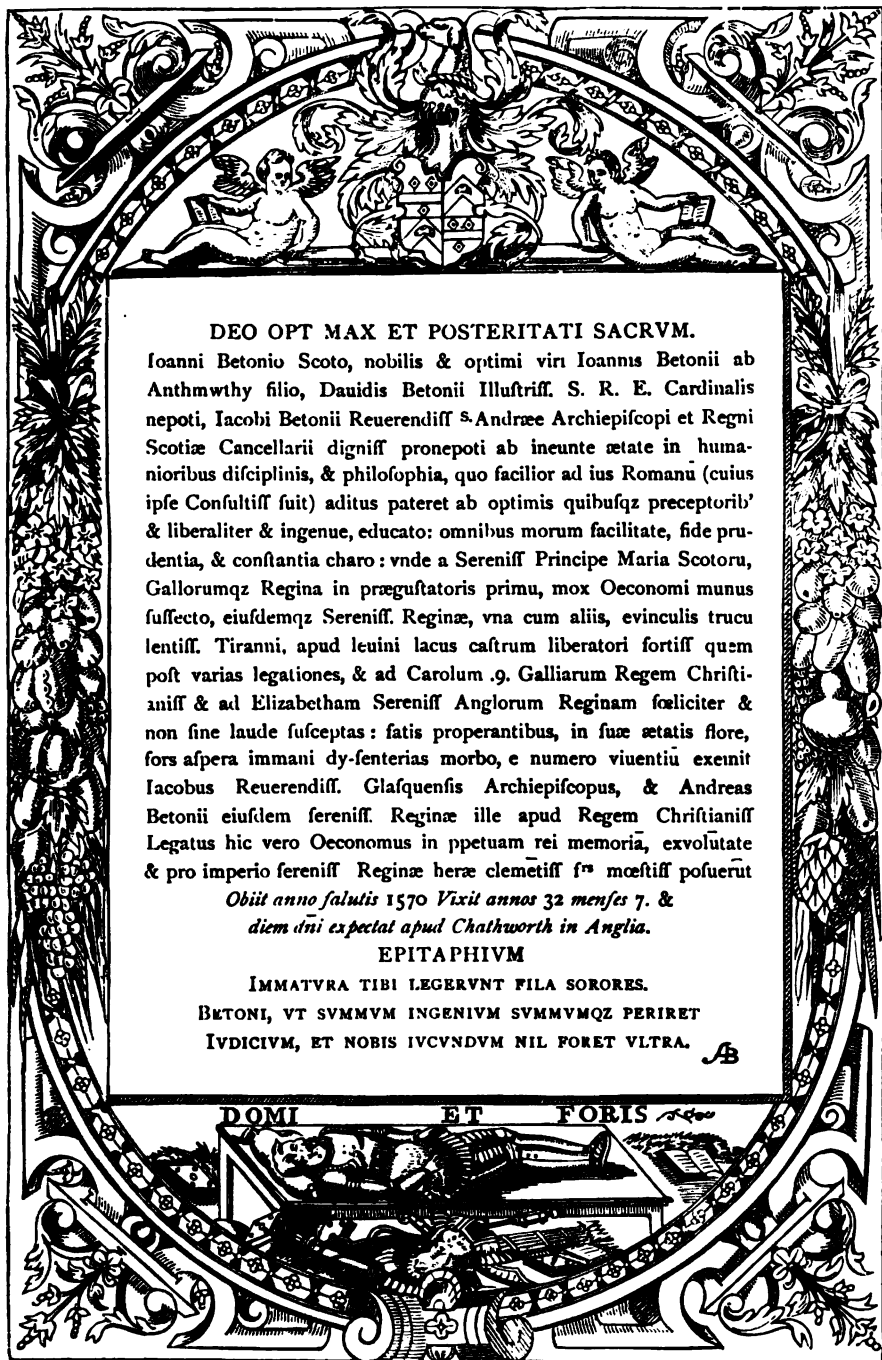 DEO OPT MAX ET POSTERITATI SACRVM.
Ioanni Betonio Scoto, nobilis & optimi viri Ioannis Betonii ab
Anthmwthy filio, Dauidis Betonii Illuſtriſſ. S. R. E. Cardinalis
nepoti, Iacobi Betonii Reuerendiſſ S. Andrææ Archiepiſcopi et Regni
Scotiæ Cancellarii digniſſ pronepoti ab ineunte ætate in huma-
nioribus diſciplinis, & philoſophia, quo facilior ad ius Romanū (cuius
ipſe Conſultiſſ fuit) aditus pateret ab optimis quibuſqz preceptorib'
& liberaliter & ingenue, educato: omnibus morum facilitate, fide pru-
dentia, & conſtantia charo : vnde a Sereniſſ Principe Maria Scotoru,
Gallorumqz Regina in præguſtatoris primu, mox Oeconomi munus
ſuffecto, eiuſdemqz Sereniſſ. Reginæ, vna cum aliis, evinculis trucu
lentiſſ. Tiranni, apud leuini lacus caſtrum liberatori fortiſſ quem
poſt varias legationes, & ad Carolum .9. Galliarum Regem Chriſti-
aniſſ & ad Elizabetham Sereniſſ Anglorum Reginam fœliciter &
non ſine laude ſuſceptas : fatis properantibus, in ſuæ ætatis flore,
fors aſpera immani dy-ſenterias morbo, e numero viuentiū exemit
Iacobus Reuerendiſſ. Glaſquenſis Archiepiſcopus, & Andreas
Betonii eiuſdem ſereniſſ. Reginæ ille apud Regem Chriſtianiſſ
Legatus hic vero Oeconomus in ppetuam rei memoriā, exvolūtate
& pro imperio ſereniſſ Reginæ heræ clemētiſſ frs mœſtiſſ poſuerūt
Obiit anno ſalutis 1570 Vixit annos 32 menſes 7. &
diem dn̄i expectat apud Chathworth in Anglia.
EPITAPHIVM
IMMATVRA TIBI LEGERVNT FILA SORORES.
BETONI, VT SVMMVM INGENIVM SVMMVMQZ PERIRET
IVDICIVM, ET NOBIS IVCVNDVM NIL FORET VLTRA.
AB
DOMI ET FORIS